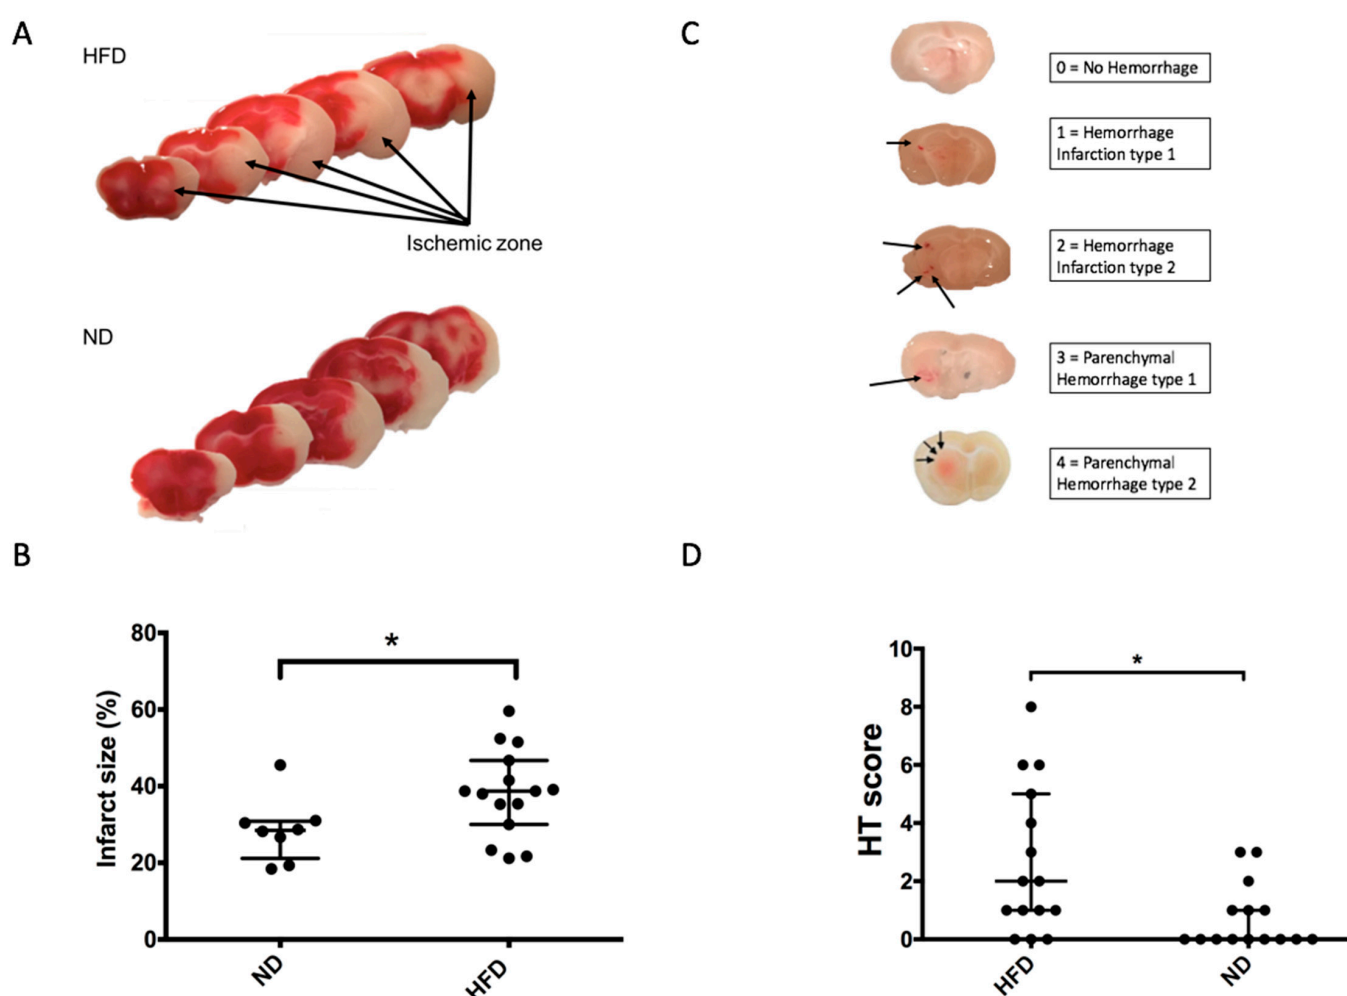 A
HFD
Ischemic zone
ND
B
80
60
40
20
0
Infarct size (%)
*
ND
HFD
C
0 = No Hemorrhage
1 = Hemorrhage
Infarction type 1
2 = Hemorrhage
Infarction type 2
3 = Parenchymal
Hemorrhage type 1
4 = Parenchymal
Hemorrhage type 2
D
10
8
6
4
2
0
HT score
*
HFD
ND